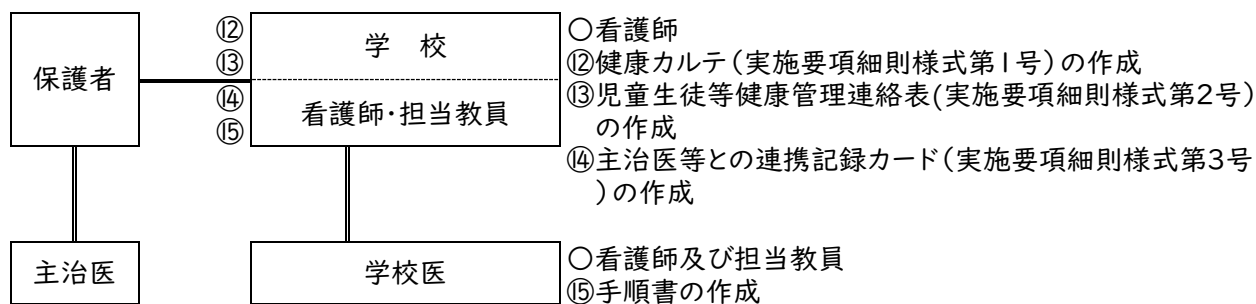 保護者
⑫
⑬
⑭
⑮
学　校
看護師・担当教員
主治医
学校医
○看護師
⑫健康カルテ（実施要項細則様式第1号）の作成
⑬児童生徒等健康管理連絡表(実施要項細則様式第2号)
の作成
⑭主治医等との連携記録カード（実施要項細則様式第3号
）の作成
○看護師及び担当教員
⑮手順書の作成